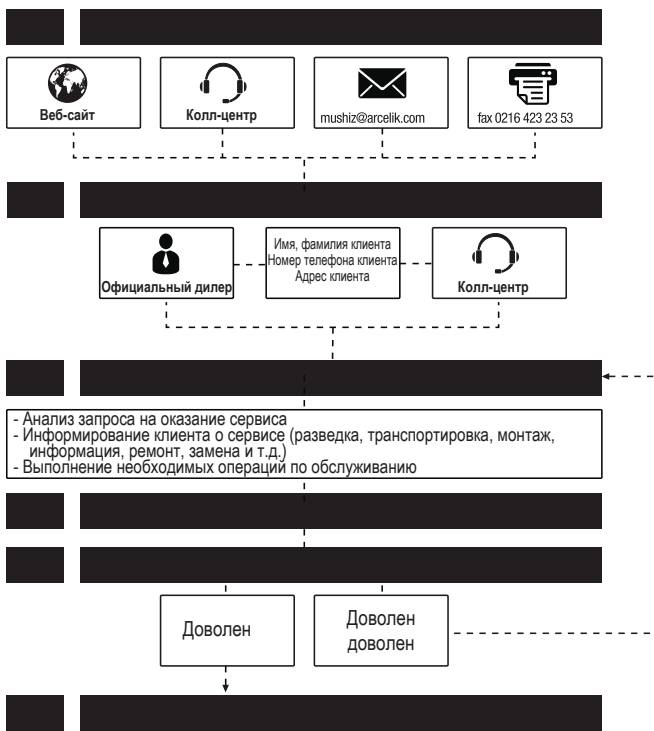 Веб-сайт
Колл-центр
mushiz@arcelik.com
fax 0216 423 23 53
Официальный дилер
Имя, фамилия клиента
Номер телефона клиента
Адрес клиента
Колл-центр
- Анализ запроса на оказание сервиса
- Информирование клиента о сервисе (разведка, транспортировка, монтаж,
информация, ремонт, замена и т.д.)
- Выполнение необходимых операций по обслуживанию
Доволен
Доволен
доволен